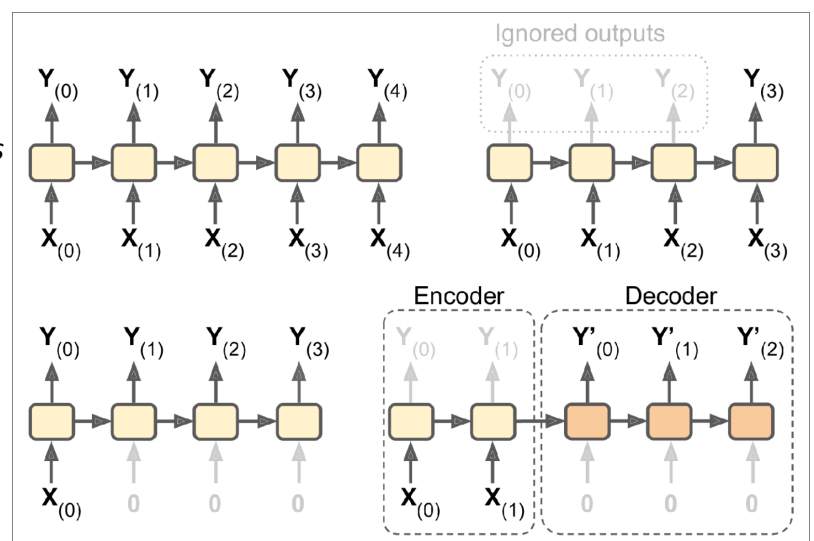 Ignored outputs
Y(0) Y(1) Y(2) Y(3) Y(4)
Y(0) Y(1) Y(2) Y(3)
s
X(0) X(1) X(2) X(3) X(4)
X(0) X(1) X(2) X(3)
Encoder Decoder
Y(0) Y(1) Y(2) Y(3)
Y(0) Y(1) Y'(0) Y'(1) Y'(2)
X(0) 0 0 0
X(0) X(1) 0 0 0